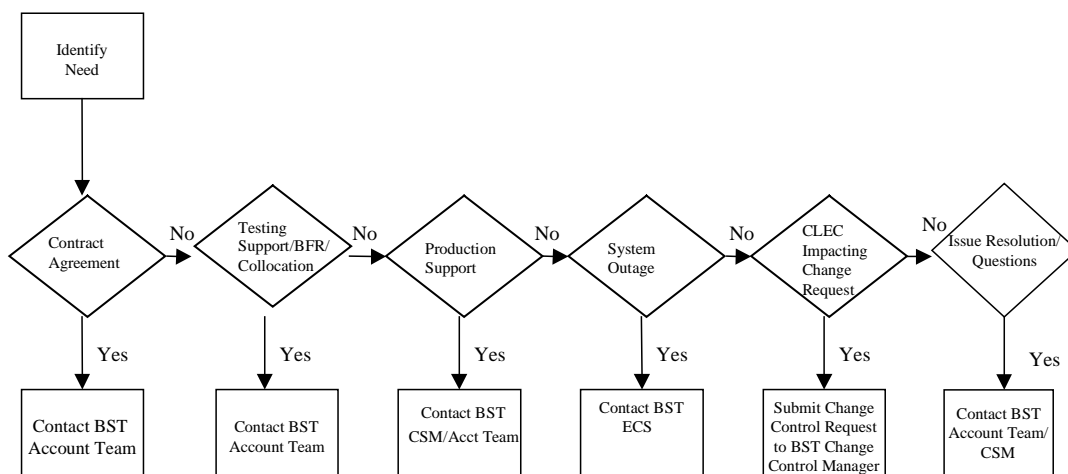 Identify
Need
Contract
Agreement
No
Testing
Support/BFR/
Collocation
No
Production
Support
No
System
Outage
No
CLEC
Impacting
Change
Request
No
Issue Resolution/
Questions
Yes
Yes
Yes
Yes
Yes
Yes
Contact BST
Account Team
Contact BST
Account Team
Contact BST
CSM/Acct Team
Contact BST
ECS
Submit Change
Control Request
to BST Change
Control Manager
Contact BST
Account Team/
CSM